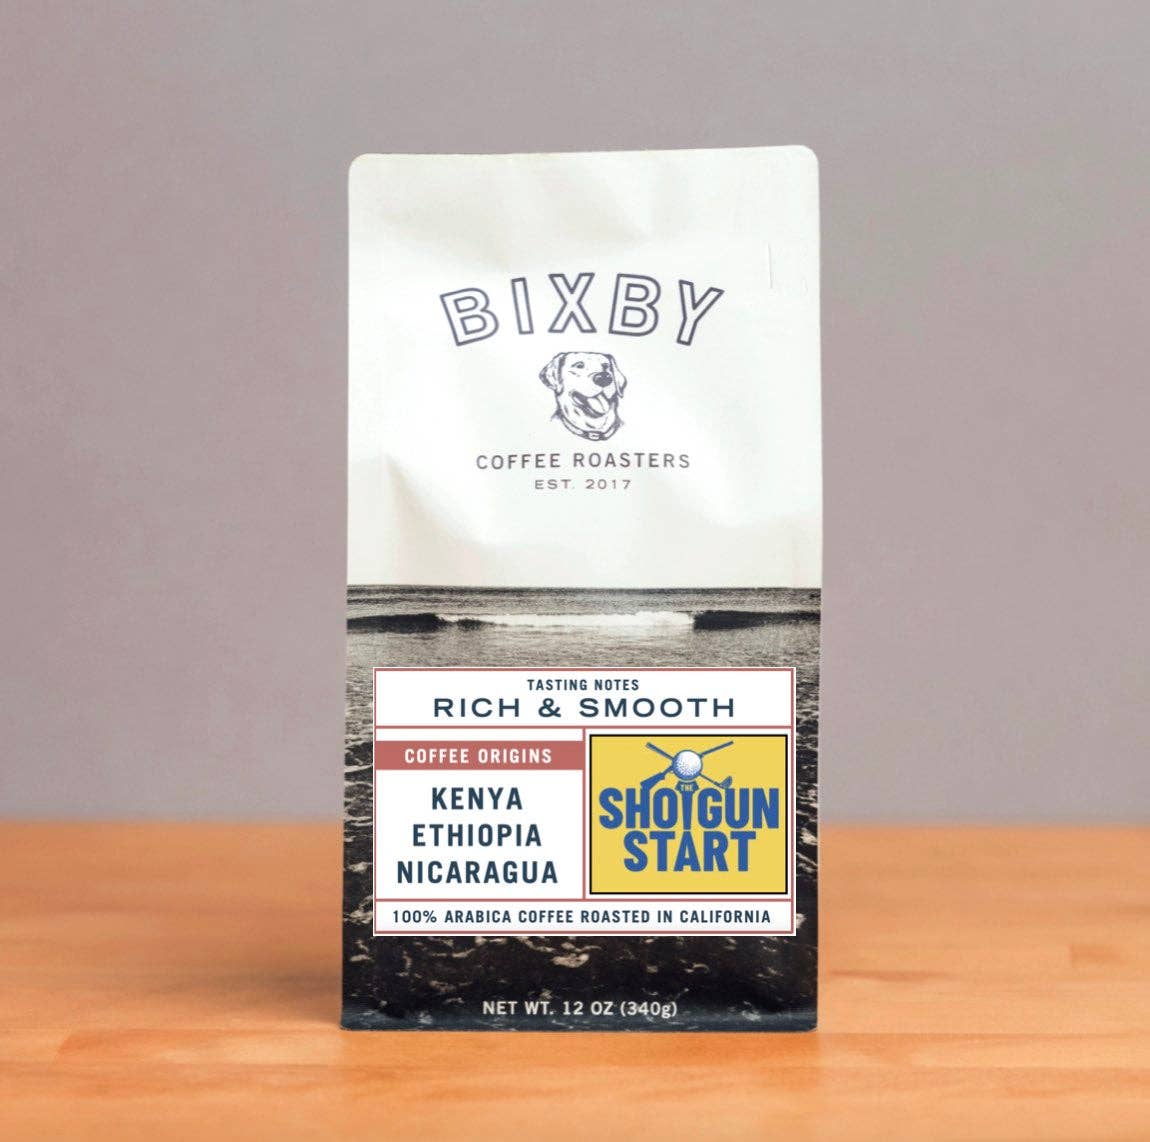 BIXBY
COFFEE ROASTERS
EST. 2017
TASTING NOTES
RICH & SMOOTH
COFFEE ORIGINS
KENYA
ETHIOPIA
NICARAGUA
THE
SHOTGUN
START
100% ARABICA COFFEE ROASTED IN CALIFORNIA
NET WT. 12 OZ (340g)